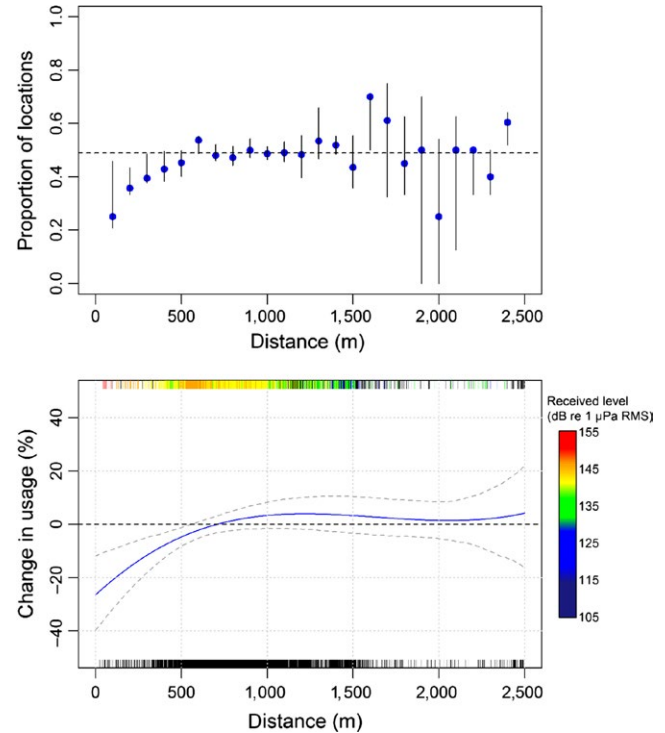 Proportion of locations
1.0
0.8
0.6
0.4
0.2
0.0
0 500 1,000 1,500 2,000 2,500
Distance (m)
Change in usage (%)
40
20
0
−20
−40
0 500 1,000 1,500 2,000 2,500
Distance (m)
Received level
(dB re 1 µPa RMS)
155
145
135
125
115
105